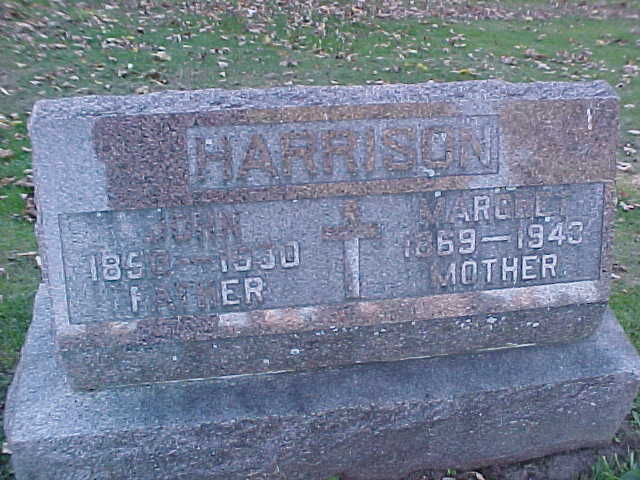 HARRISON
JOHN
FATHER
1869—1943
MOTHER